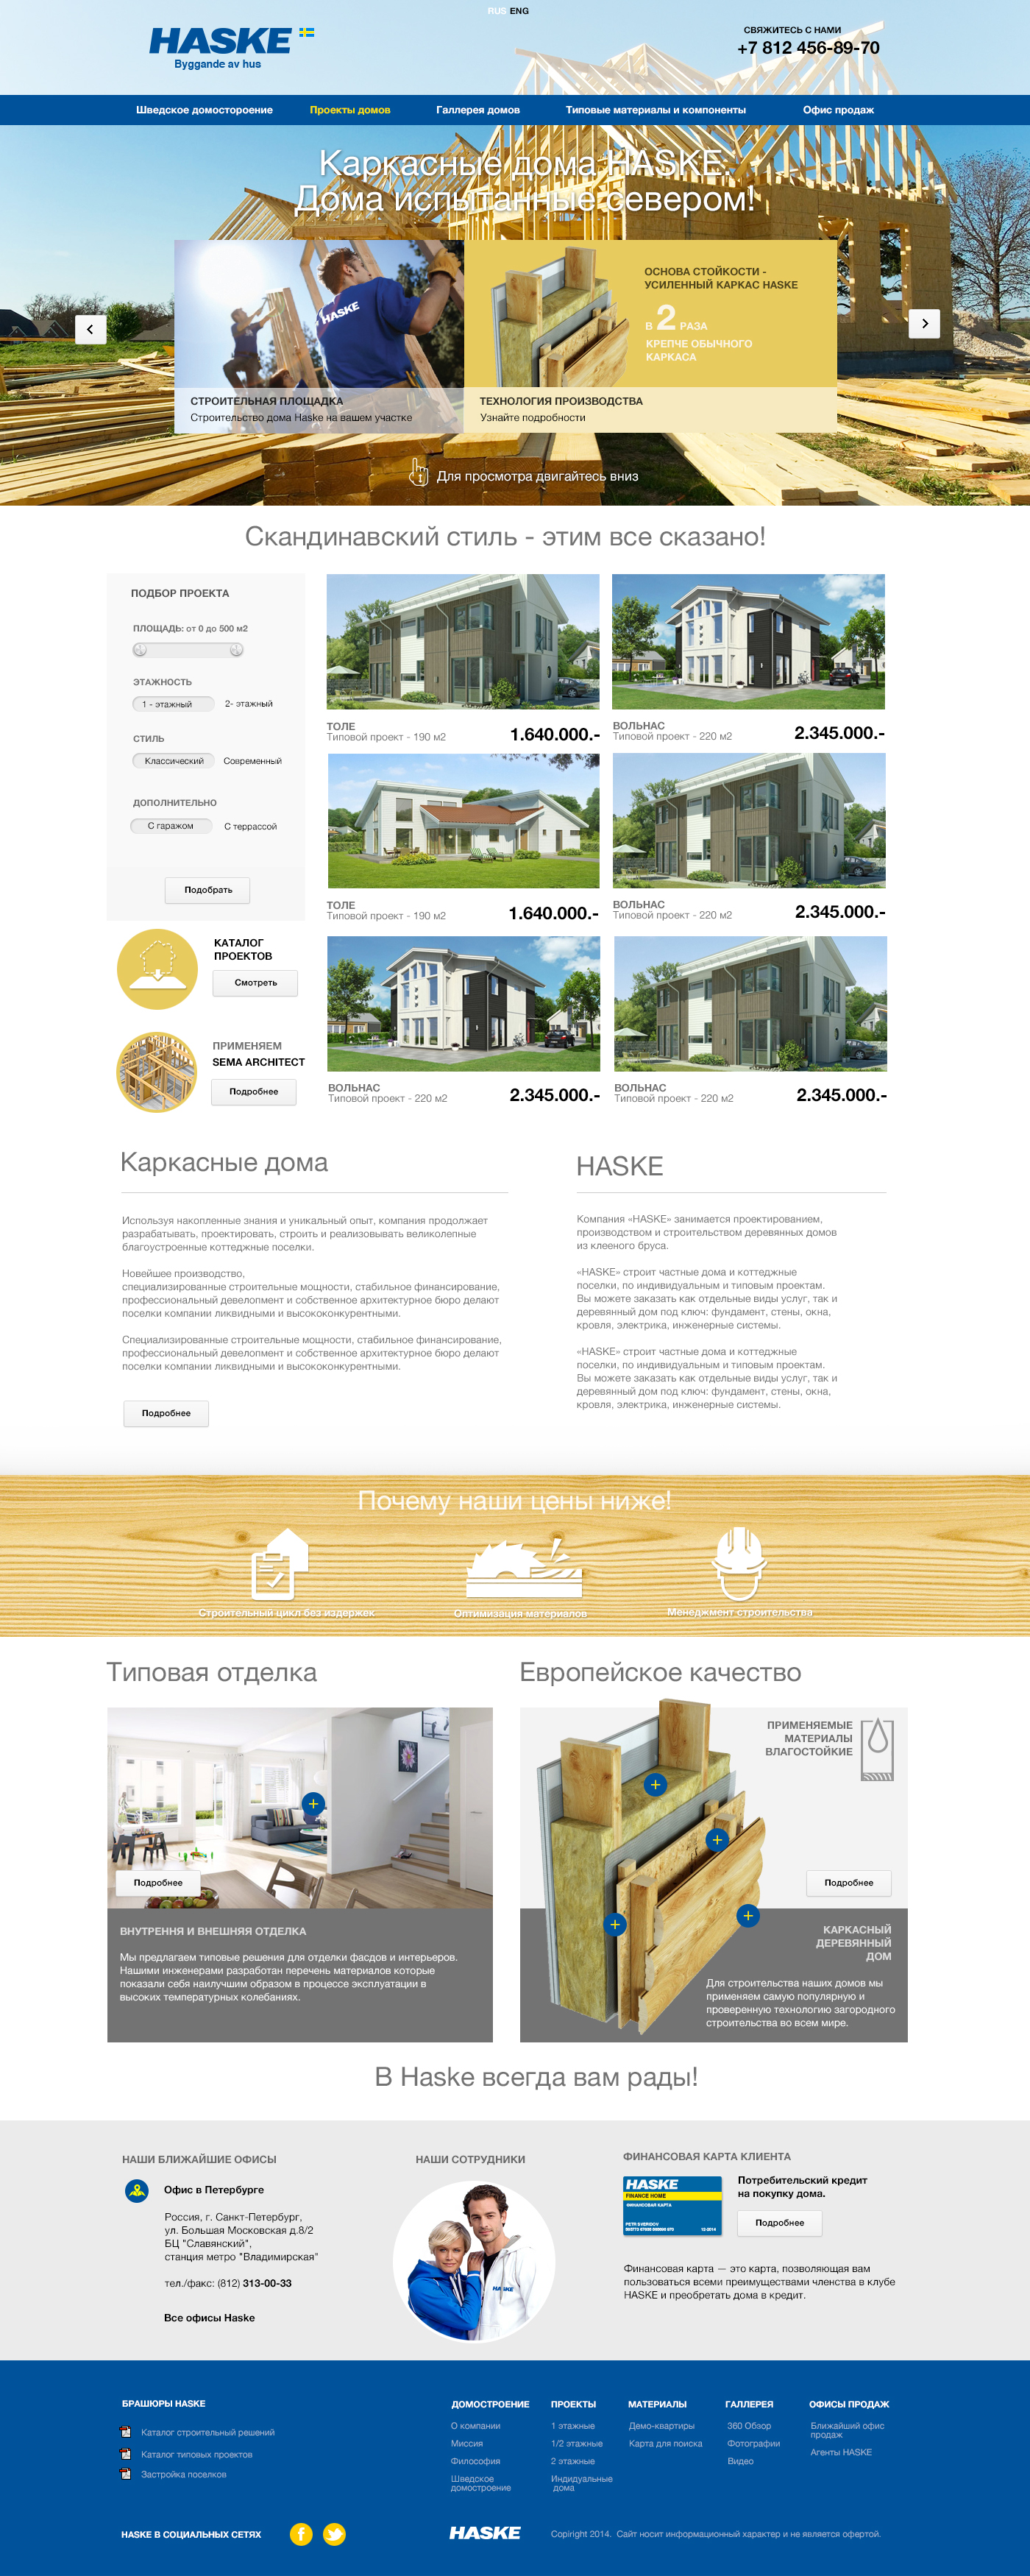 RUS ENG
HASKE
Byggande av hus
СВЯЖИТЕСЬ С НАМИ
+7 812 456-89-70
Шведское домосторение
Проекты домов
Галлерея домов
Типовые материалы и компоненты
Офис продаж
Каркасные дома HASKE.
Дома испытанные севером!
HASKE
СТРОИТЕЛЬНАЯ ПЛОЩАДКА
Строительство дома Haske на вашем участке
ОСНОВА СТОЙКОСТИ -
УСИЛЕННЫЙ КАРКАС HASKE
В 2 РАЗА
КРЕПЧЕ ОБЫЧНОГО
КАРКАСА
ТЕХНОЛОГИЯ ПРОИЗВОДСТВА
Узнайте подробности
Для просмотра двигайтесь вниз
Скандинавский стиль - этим все сказано!
ПОДБОР ПРОЕКТА
ПЛОЩАДЬ: от 0 до 500 м2
ЭТАЖНОСТЬ
1 - этажный
2- этажный
СТИЛЬ
Классический
Современный
ДОПОЛНИТЕЛЬНО
С гаражом
С террассой
Подобрать
КАТАЛОГ
ПРОЕКТОВ
Смотреть
ПРИМЕНЯЕМ
SEMA ARCHITECT
Подробнее
ТОЛЕ
Типовой проект - 190 м2
1.640.000.-
ВОЛЬНАС
Типовой проект - 220 м2
2.345.000.-
ТОЛЕ
Типовой проект - 190 м2
1.640.000.-
ВОЛЬНАС
Типовой проект - 220 м2
2.345.000.-
ВОЛЬНАС
Типовой проект - 220 м2
2.345.000.-
ВОЛЬНАС
Типовой проект - 220 м2
2.345.000.-
Каркасные дома
Используя накопленные знания и уникальный опыт, компания продолжает
разрабатывать, проектировать, строить и реализовывать великолепные
благоустроенные коттеджные поселки.
Новейшее производство,
специализированные строительные мощности, стабильное финансирование,
профессиональный девелопмент и собственное архитектурное бюро делают
поселки компании ликвидными и высококонкурентными.
Специализированные строительные мощности, стабильное финансирование,
профессиональный девелопмент и собственное архитектурное бюро делают
поселки компании ликвидными и высококонкурентными.
Подробнее
HASKE
Компания «HASKE» занимается проектированием,
производством и строительством деревянных домов
из клееного бруса.
«HASKE» строит частные дома и коттеджные
поселки, по индивидуальным и типовым проектам.
Вы можете заказать как отдельные виды услуг, так и
деревянный дом под ключ: фундамент, стены, окна,
кровля, электрика, инженерные системы.
«HASKE» строит частные дома и коттеджные
поселки, по индивидуальным и типовым проектам.
Вы можете заказать как отдельные виды услуг, так и
деревянный дом под ключ: фундамент, стены, окна,
кровля, электрика, инженерные системы.
Почему наши цены ниже!
Строительный цикл без издержек
Оптимизация материалов
Менеджмент строительства
Типовая отделка
Подробнее
ВНУТРЕННЯ И ВНЕШНЯЯ ОТДЕЛКА
Мы предлагаем типовые решения для отделки фасдов и интерьеров.
Нашими инженерами разработан перечень материалов которые
показали себя наилучшим образом в процессе эксплуатации в
высоких температурных колебаниях.
Европейское качество
ПРИМЕНЯЕМЫЕ
МАТЕРИАЛЫ
ВЛАГОСТОЙКИЕ
Подробнее
КАРКАСНЫЙ
ДЕРЕВЯННЫЙ
ДОМ
Для строительства наших домов мы
применяем самую популярную и
проверенную технологию загородного
строительства во всем мире.
В Haske всегда вам рады!
НАШИ БЛИЖАЙШИЕ ОФИСЫ
Офис в Петербурге
Россия, г. Санкт-Петербург,
ул. Большая Московская д.8/2
БЦ "Славянский",
станция метро "Владимирская"
тел./факс: (812) 313-00-33
Все офисы Haske
НАШИ СОТРУДНИКИ
HASKE
ФИНАНСОВАЯ КАРТА КЛИЕНТА
HASKE
FINANCE HOME
ФИНАНСОВАЯ КАРТА
PETR SVERIDOV
12-2014
Потребительский кредит
на покупку дома.
Подробнее
Финансовая карта — это карта, позволяющая вам
пользоваться всеми преимуществами членства в клубе
HASKE и преобретать дома в кредит.
БРАШЮРЫ HASKE
Каталог строительный решений
Каталог типовых проектов
Застройка поселков
ДОМОСТРОЕНИЕ
О компании
Миссия
Философия
Шведское
домостроение
ПРОЕКТЫ
1 этажные
1/2 этажные
2 этажные
Индидуальные
дома
МАТЕРИАЛЫ
Демо-квартиры
Карта для поиска
ГАЛЛЕРЕЯ
360 Обзор
Фотографии
Видео
ОФИСЫ ПРОДАЖ
Ближайший офис
продаж
Агенты HASKE
HASKE В СОЦИАЛЬНЫХ СЕТЯХ
HASKE
Copiright 2014. Сайт носит информационный характер и не является офертой.